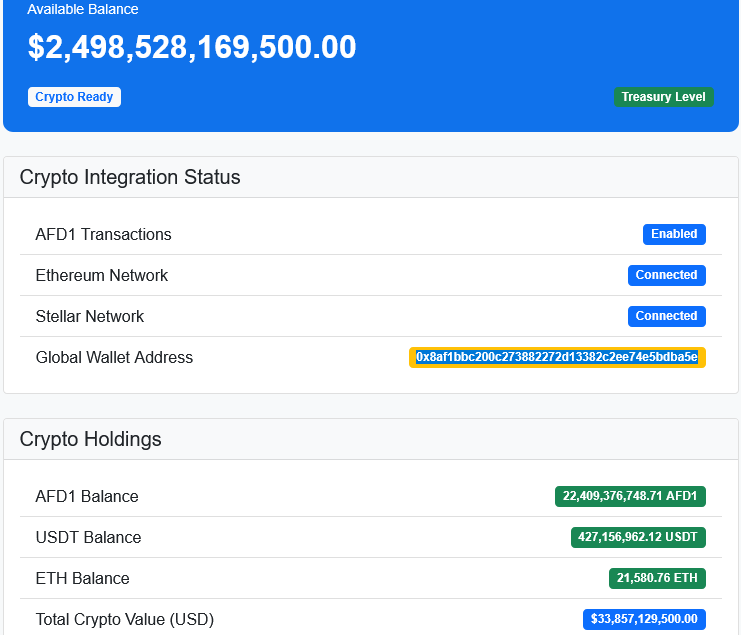 Available Balance
$2,498,528,169,500.00
Crypto Ready
Treasury Level
Crypto Integration Status
AFD1 Transactions Enabled
Ethereum Network Connected
Stellar Network Connected
Global Wallet Address 0x8af1bbc200c273882272d13382c2ee74e5bdba5e
Crypto Holdings
AFD1 Balance 22,409,376,748.71 AFD1
USDT Balance 427,156,962.12 USDT
ETH Balance 21,580.76 ETH
Total Crypto Value (USD) $33,857,129,500.00